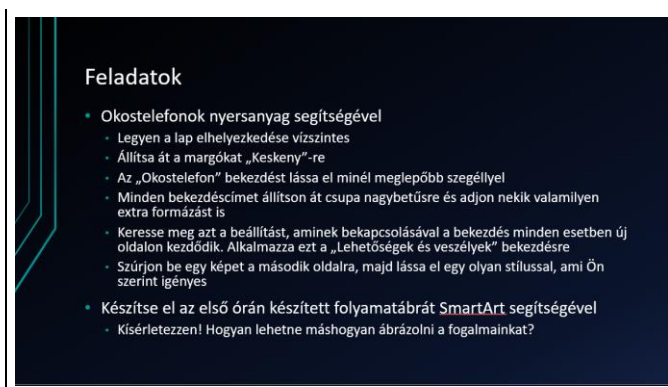 Feladatok
• Okostelefonok nyersanyag segítségével
• Legyen a lap elhelyezkedése vízszintes
• Állítsa át a margókat „Keskeny”-re
• Az „Okostelefon” bekezdést lássa el minél meglepőbb szegéllyel
• Minden bekezdéscímet állítson át csupa nagybetűsre és adjon nekik valamilyen
extra formázást is
• Keresse meg azt a beállítást, aminek bekapcsolásával a bekezdés minden esetben új
oldalon kezdődik. Alkalmazza ezt a „Lehetőségek és veszélyek” bekezdésre
• Szúrjon be egy képet a második oldalra, majd lássa el egy olyan stílussal, ami Ön
szerint igényes
• Készítse el az első órán készített folyamatábrát SmartArt segítségével
• Kísérletezzen! Hogyan lehetne máshogyan ábrázolni a fogalmainkat?